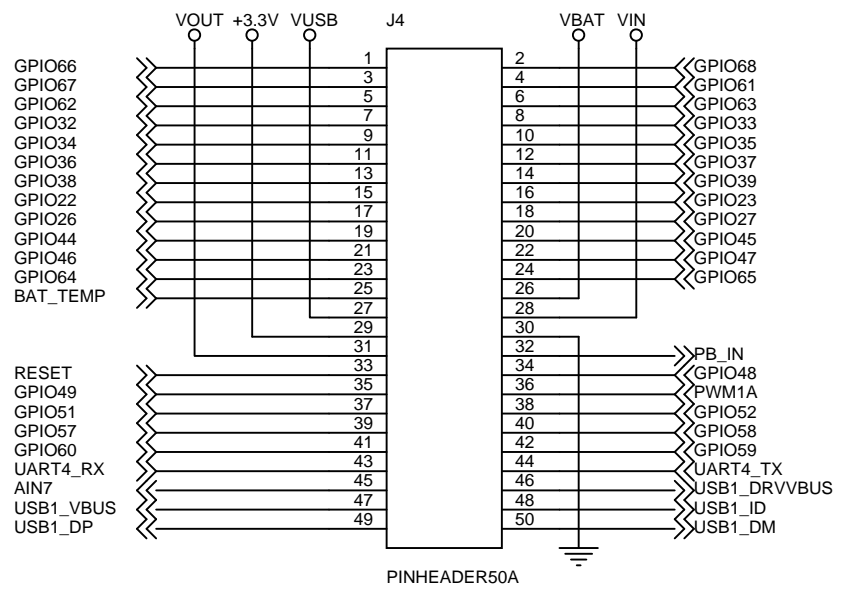 VOUT +3.3V VUSB J4 VBAT VIN
GPIO66 1 2 GPIO68
GPIO67 3 4 GPIO61
GPIO62 5 6 GPIO63
GPIO32 7 8 GPIO33
GPIO34 9 10 GPIO35
GPIO36 11 12 GPIO37
GPIO38 13 14 GPIO39
GPIO22 15 16 GPIO23
GPIO26 17 18 GPIO27
GPIO44 19 20 GPIO45
GPIO46 21 22 GPIO47
GPIO64 23 24 GPIO65
BAT_TEMP 25 26
27 28
29 30
31 32 PB_IN
RESET 33 34 GPIO48
GPIO49 35 36 PWM1A
GPIO51 37 38 GPIO52
GPIO57 39 40 GPIO58
GPIO60 41 42 GPIO59
UART4_RX 43 44 UART4_TX
AIN7 45 46 USB1_DRVVBUS
USB1_VBUS 47 48 USB1_ID
USB1_DP 49 50 USB1_DM
PINHEADER50A